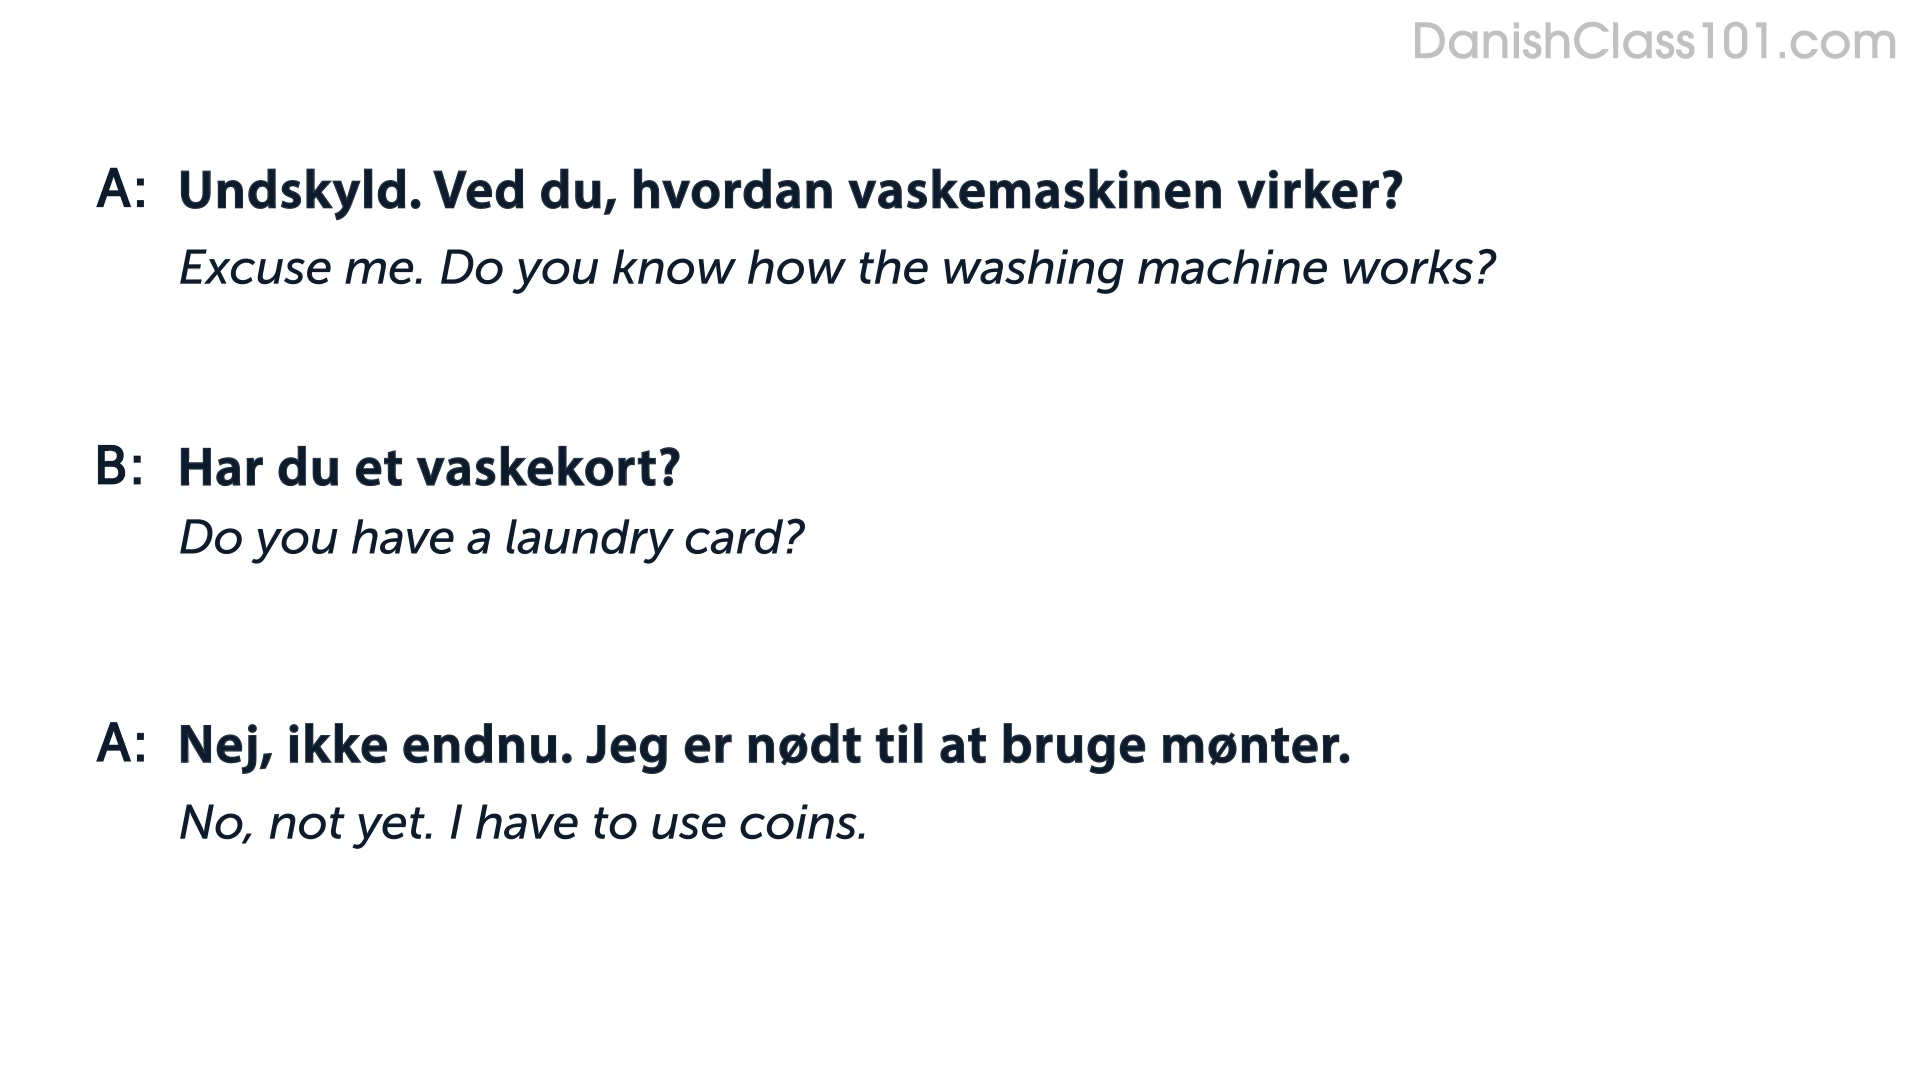 DanishClass101.com
A: Undskyld. Ved du, hvordan vaskemaskinen virker?
Excuse me. Do you know how the washing machine works?
B: Har du et vaskekort?
Do you have a laundry card?
A: Nej, ikke endnu. Jeg er nødt til at bruge mønter.
No, not yet. I have to use coins.